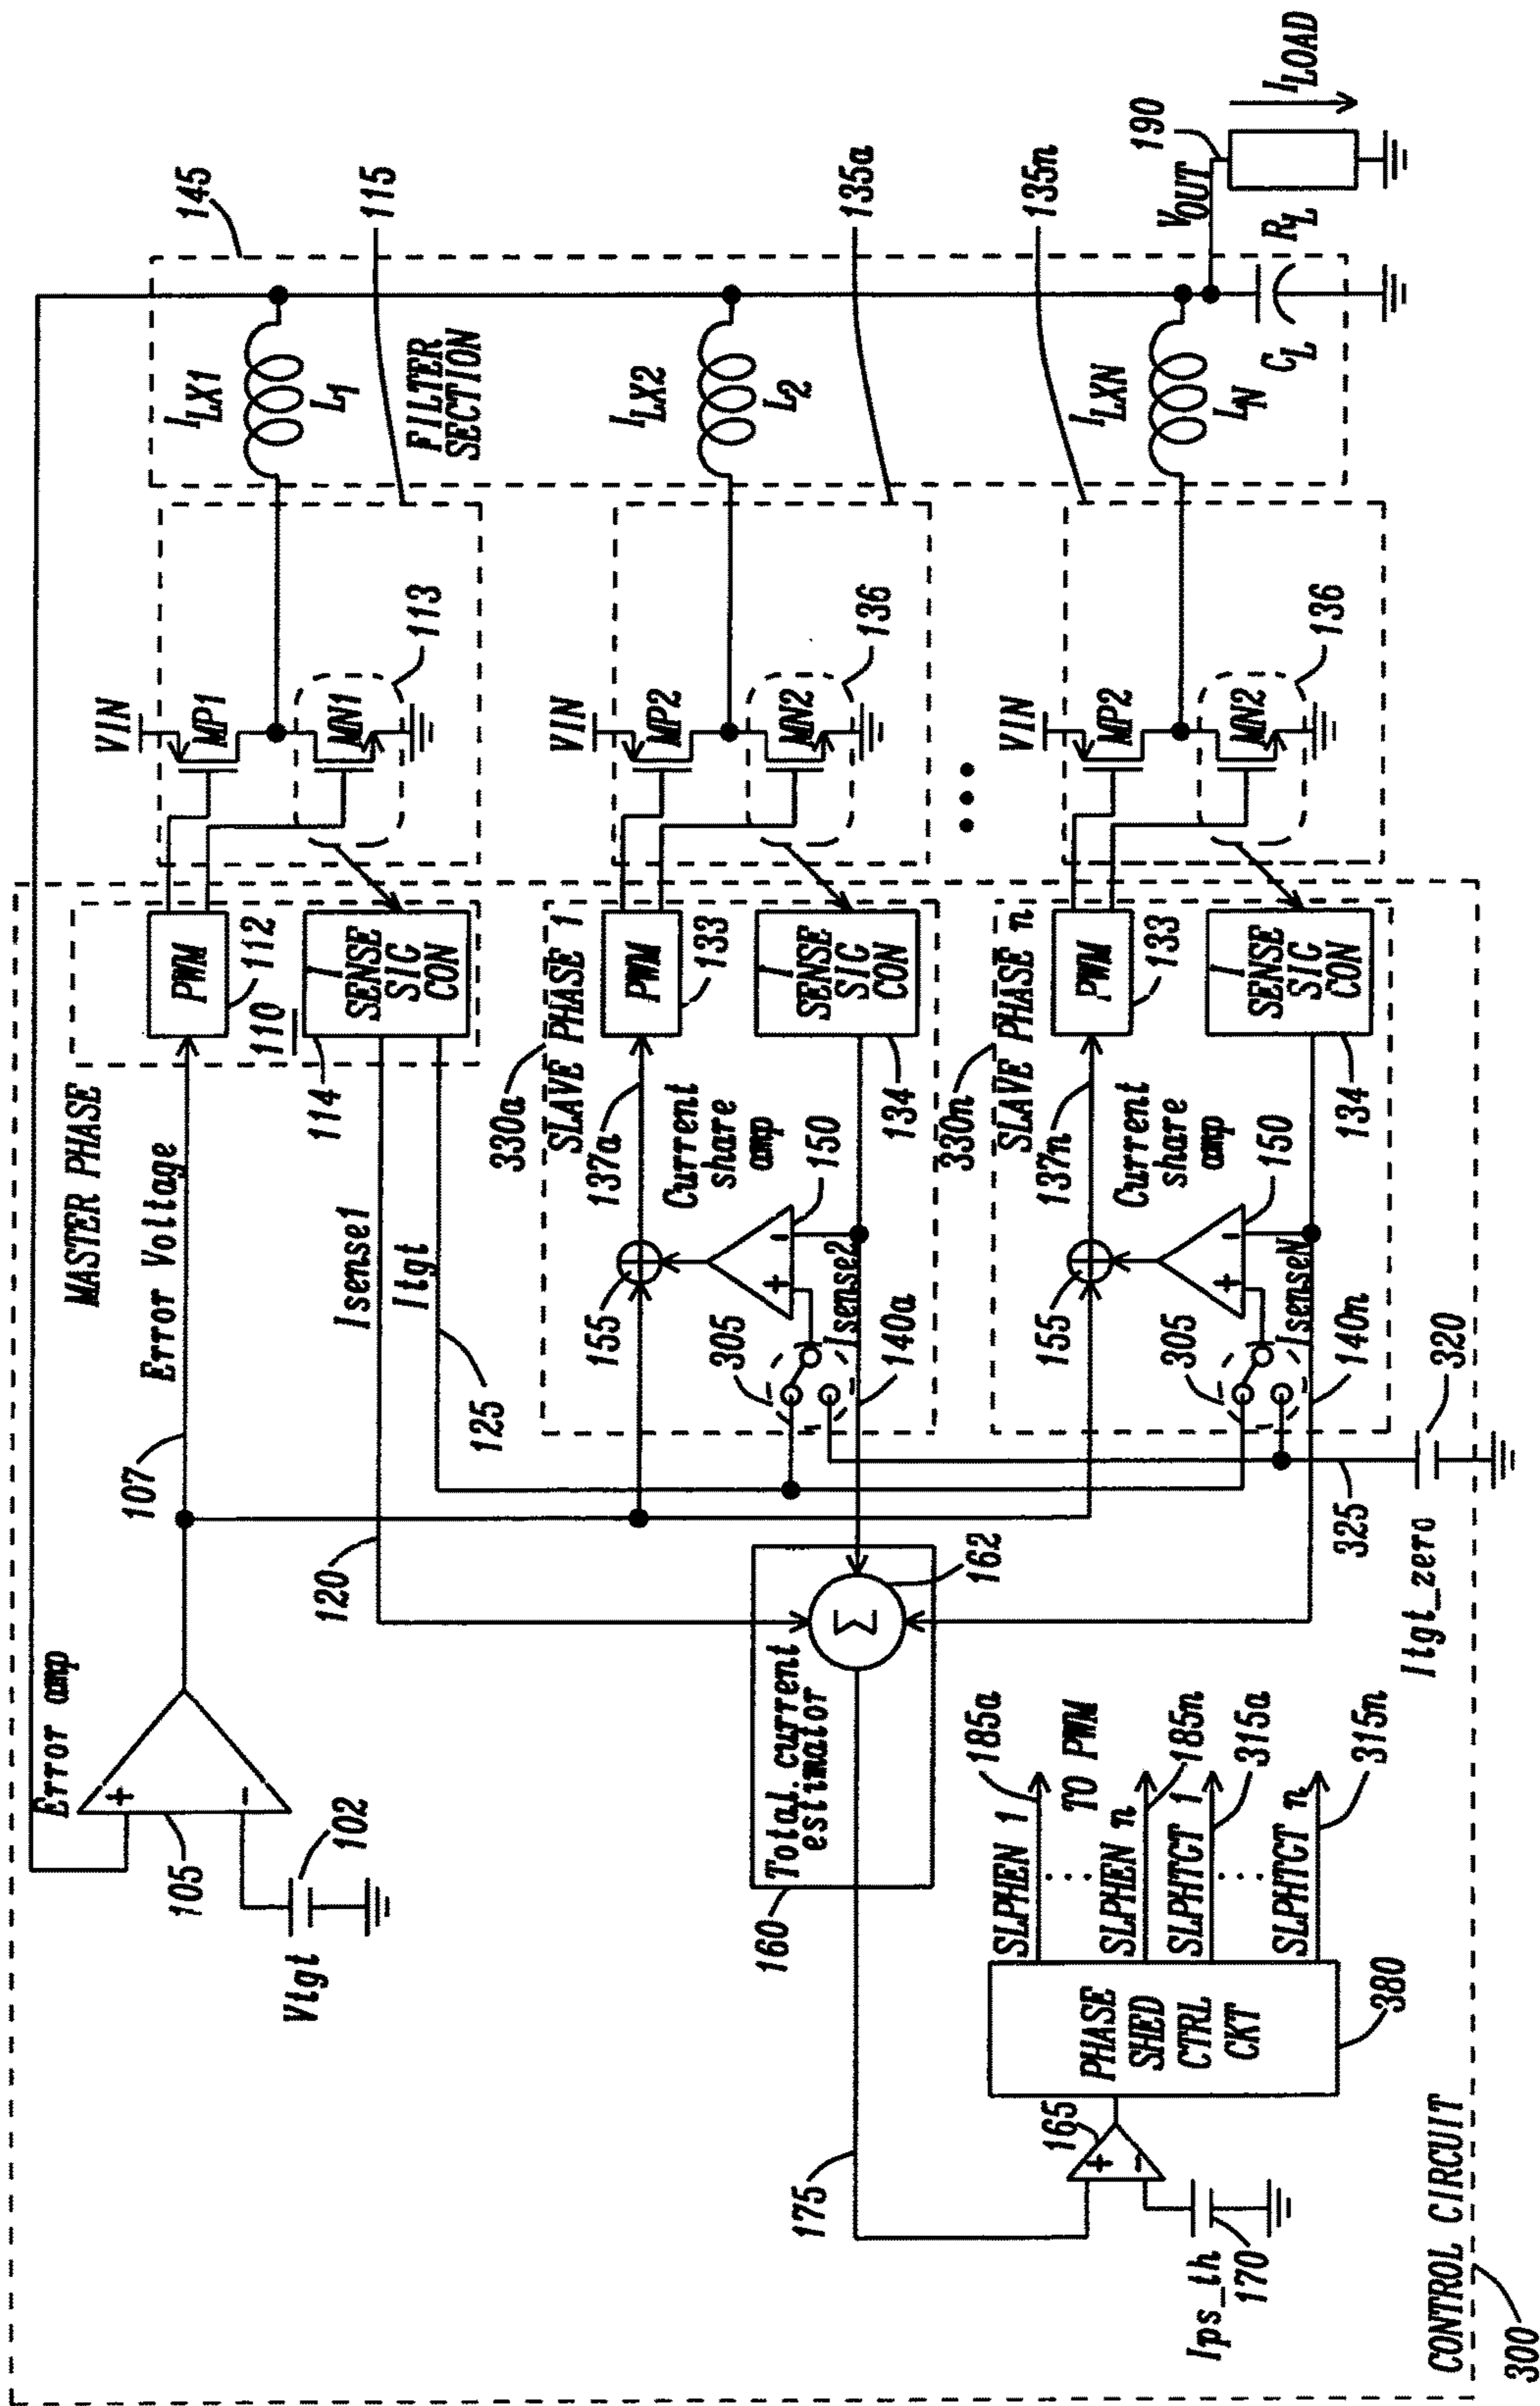 MASTER PHASE
Error amp
105
Vtgt
102
107
Error Voltage
PWM
112
110
I
SENSE
SIG
CON
114
Isense1
120
Itgt
125
VIN
MP1
MN1
113
115
145
ILX1
L1
FILTER
SECTION
330a
SLAVE PHASE 1
137a
PWM
133
155
Current
share
amp
150
I
SENSE
SIG
CON
134
305
Isense2
140a
VIN
MP2
MN2
136
135a
ILX2
L2
330n
SLAVE PHASE n
137n
PWM
133
155
Current
share
amp
150
I
SENSE
SIG
CON
134
305
IsenseN
140n
VIN
MP2
MN2
136
135n
ILXN
LN
CL
VOUT
190
RL
ILOAD
Total current
estimator
Σ
162
160
175
165
Ips_th
170
PHASE
SHED
CTRL
CKT
380
SLPHEN 1
185a
TO PWM
SLPHEN n
185n
SLPHTGT 1
315a
SLPHTGT n
315n
Itgt_zero
325
320
CONTROL CIRCUIT
300